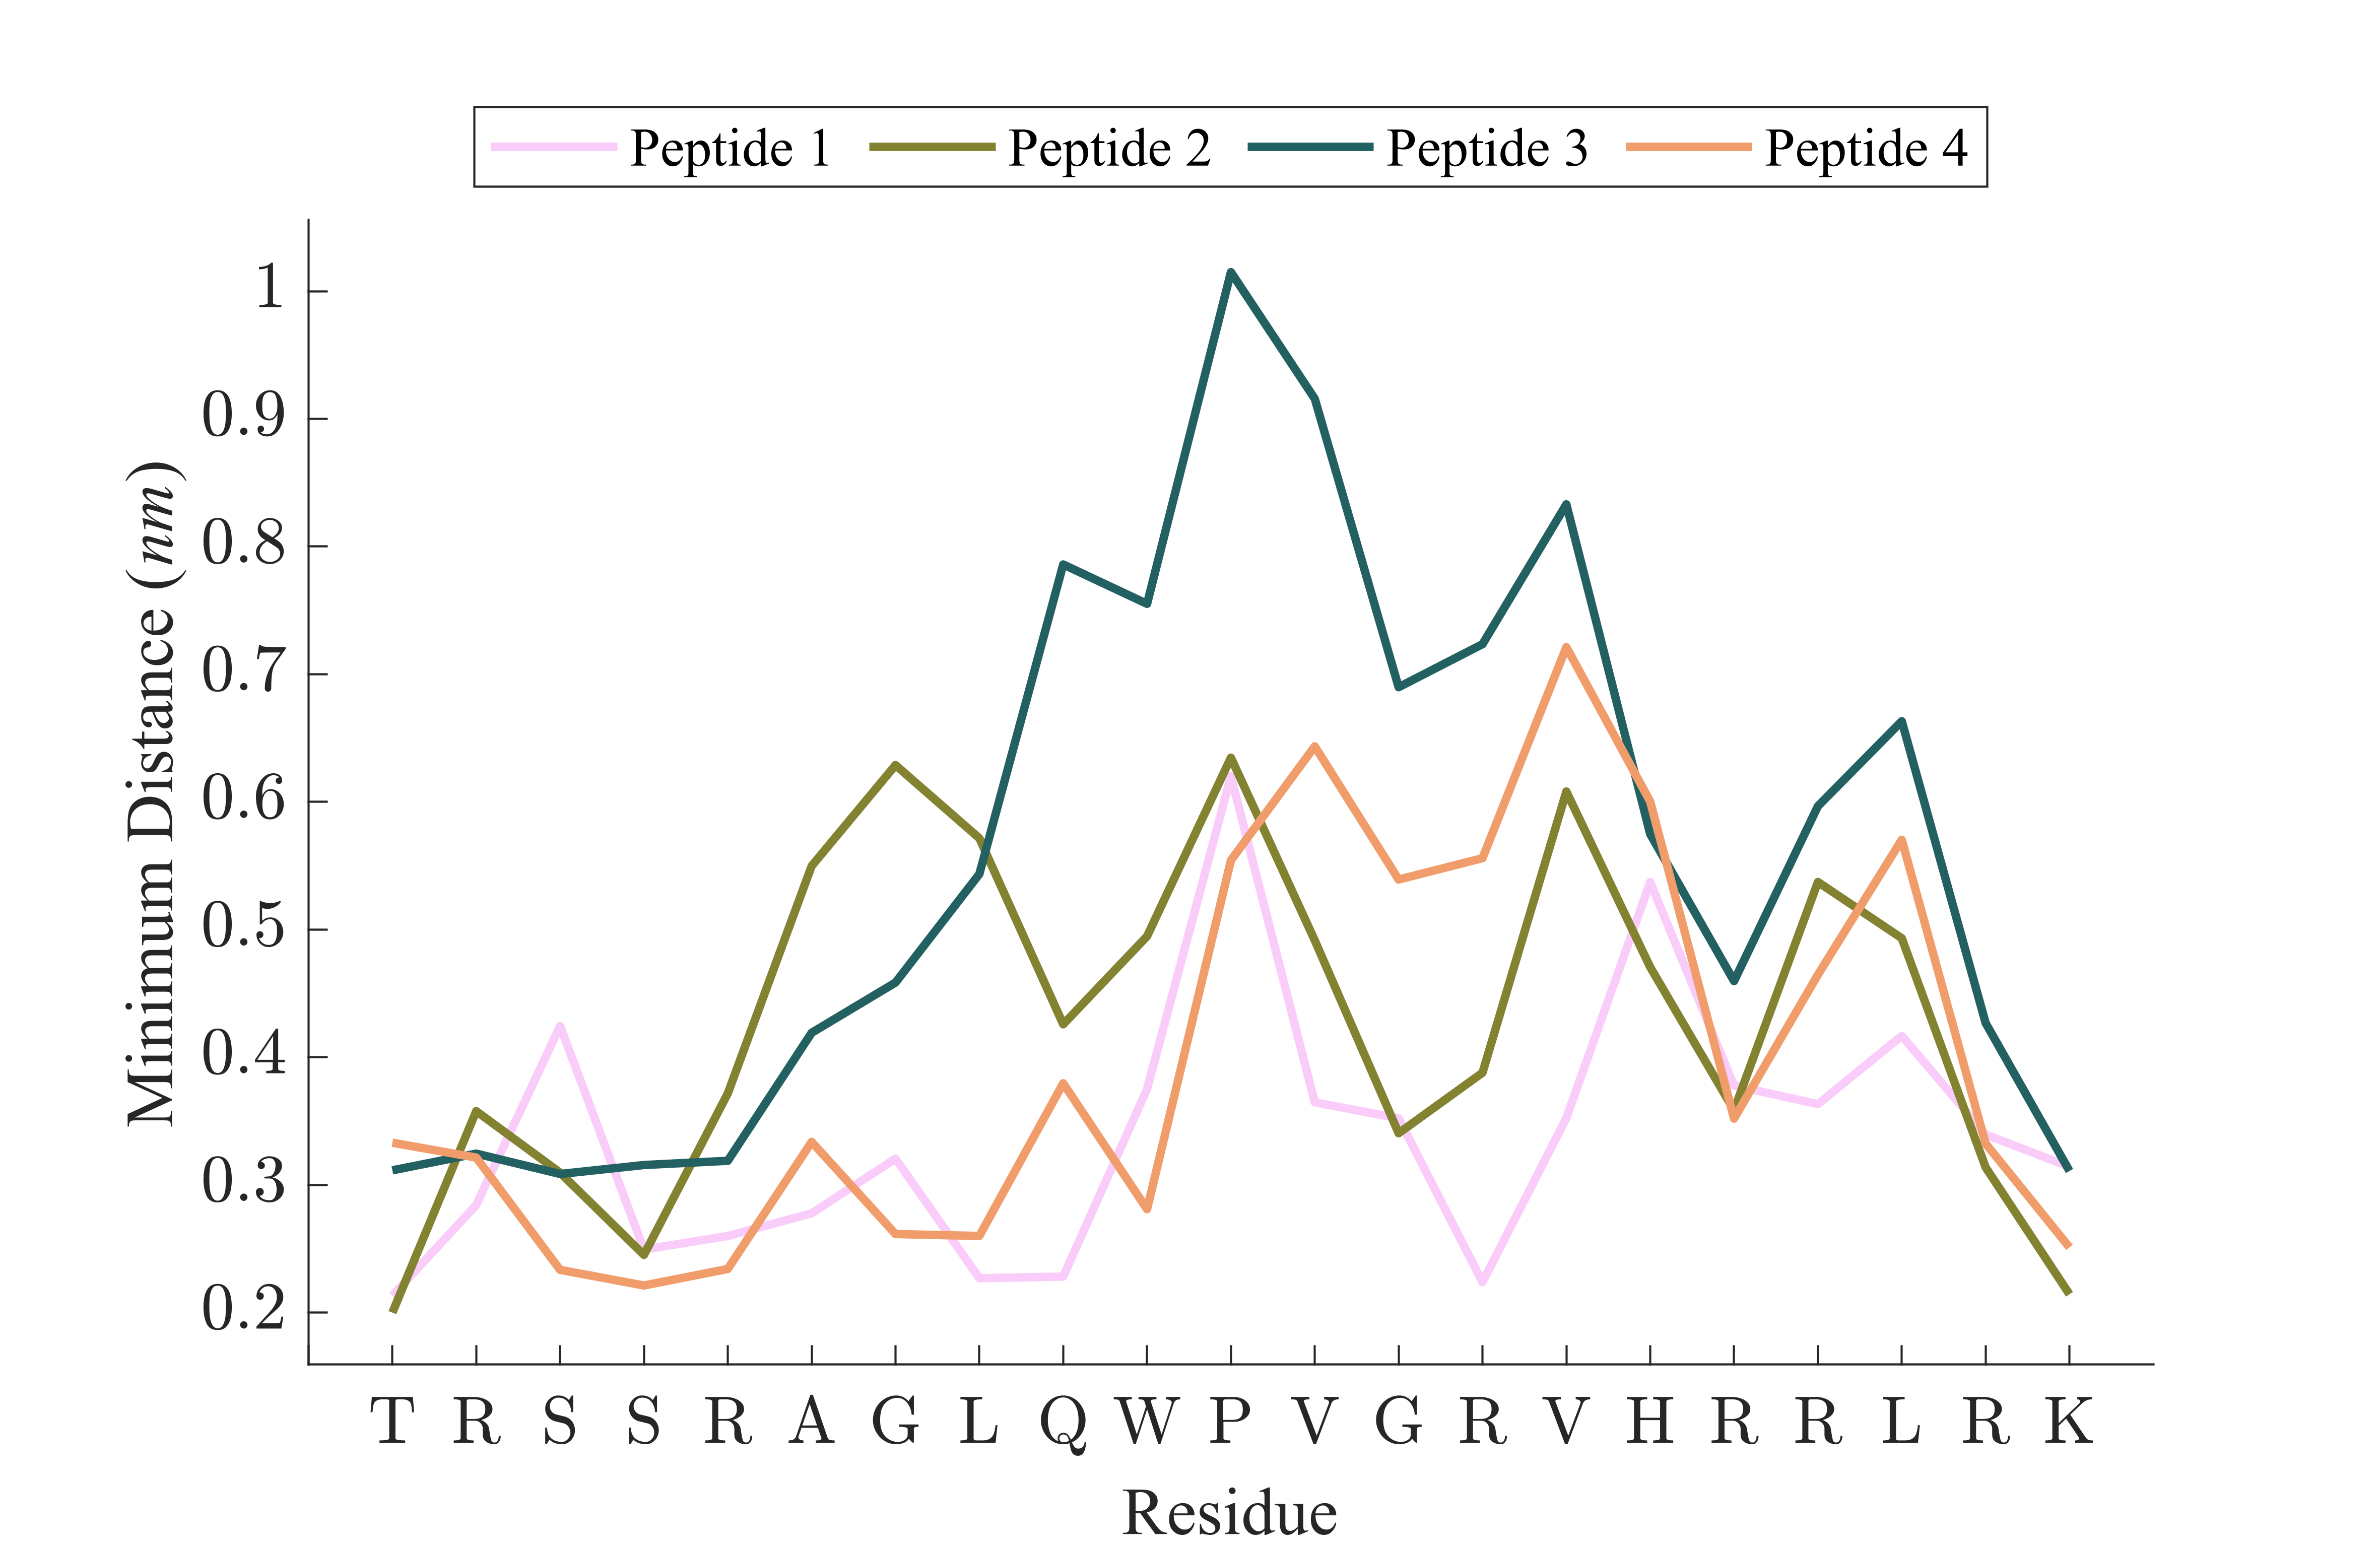 Peptide 1 Peptide 2 Peptide 3 Peptide 4
1
0.9
0.8
0.7
0.6
0.5
0.4
0.3
0.2
Minimum Distance (nm)
T R S S R A G L Q W P V G R V H R R L R K
Residue